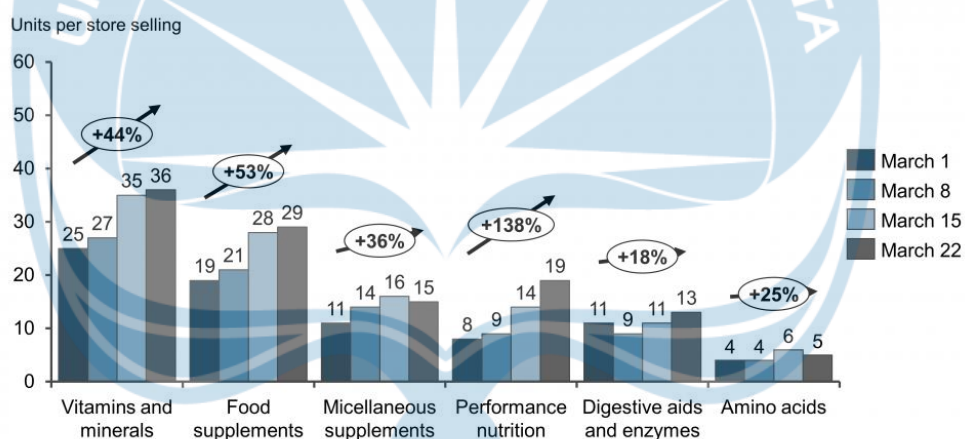 Units per store selling
60
50
40
30
20
10
0
+44%
+53%
+36%
+138%
+18%
+25%
25 27 35 36
19 21 28 29
11 14 16 15
8 9 14 19
11 9 11 13
4 4 6 5
Vitamins and
minerals
Food
supplements
Micellaneous
supplements
Performance
nutrition
Digestive aids
and enzymes
Amino acids
March 1
March 8
March 15
March 22